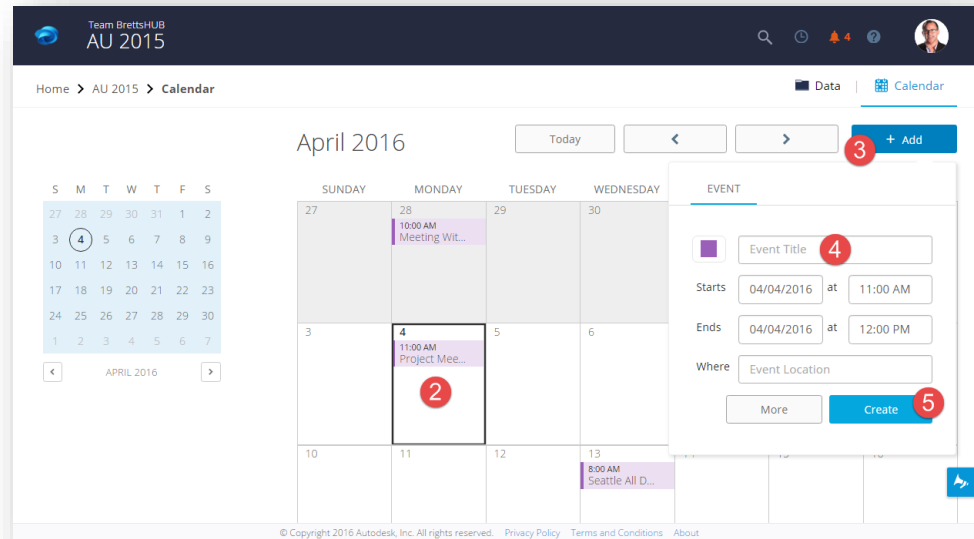 Team BrettsHUB
AU 2015
4
Home > AU 2015 > Calendar
Data | Calendar
April 2016
Today < > + Add
3
S M T W T F S
27 28 29 30 31 1 2
3 4 5 6 7 8 9
10 11 12 13 14 15 16
17 18 19 20 21 22 23
24 25 26 27 28 29 30
1 2 3 4 5 6 7
< APRIL 2016 >
SUNDAY MONDAY TUESDAY WEDNESDAY
27 28 29 30
10:00 AM
Meeting Wit...
3 4 5 6
11:00 AM
Project Mee...
2
10 11 12 13
8:00 AM
Seattle All D...
EVENT
Event Title 4
Starts 04/04/2016 at 11:00 AM
Ends 04/04/2016 at 12:00 PM
Where Event Location
More Create 5
© Copyright 2016 Autodesk, Inc. All rights reserved. Privacy Policy Terms and Conditions About